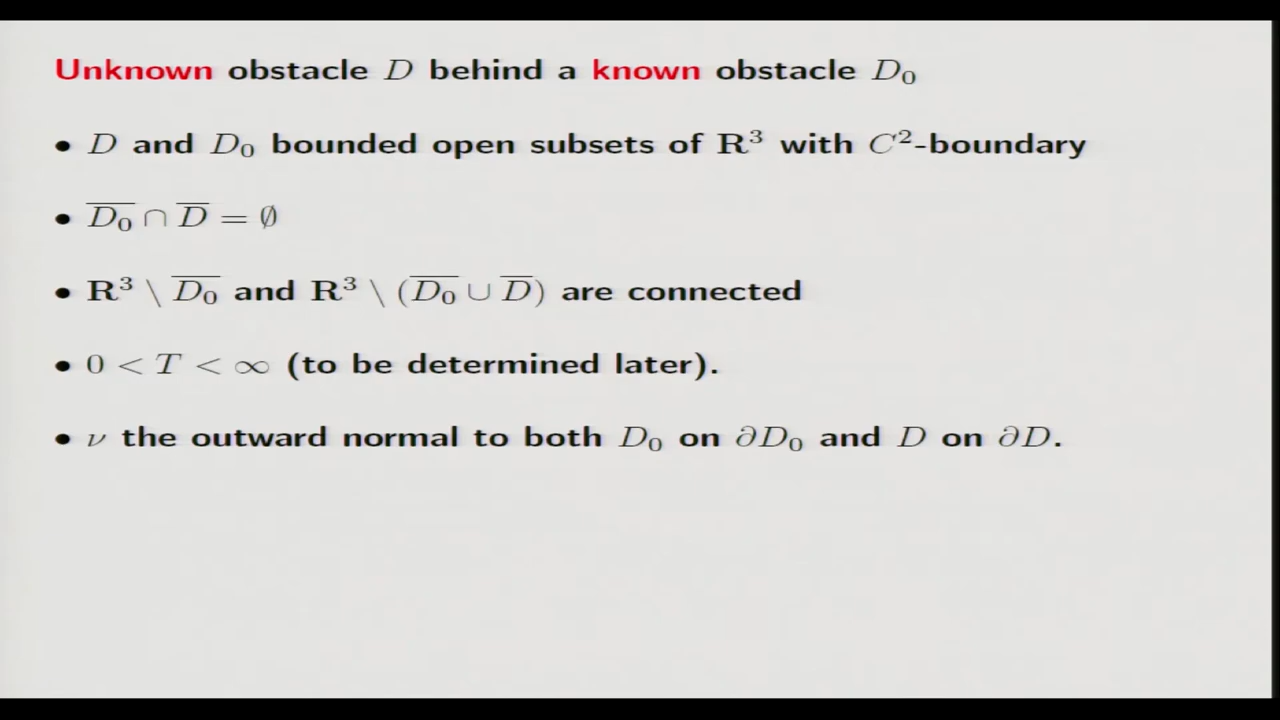 Unknown obstacle D behind a known obstacle D₀
• D and D₀ bounded open subsets of R³ with C²-boundary
• D̅₀̅ ∩ D̅ = ∅
• R³ \ D̅₀̅ and R³ \ (D̅₀̅ ∪ D̅) are connected
• 0 < T < ∞ (to be determined later).
• ν the outward normal to both D₀ on ∂D₀ and D on ∂D.